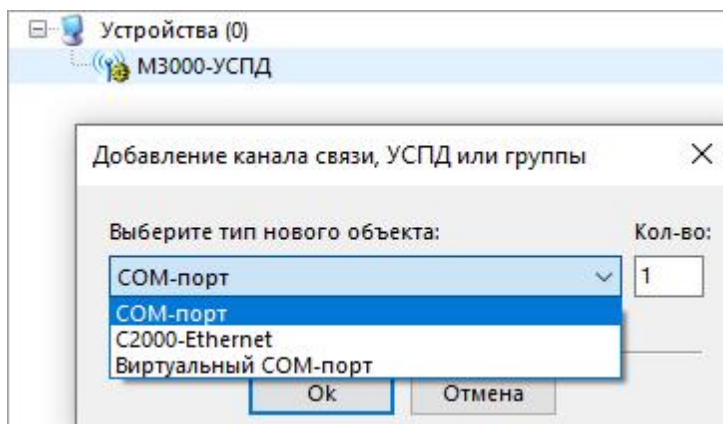 Устройства (0)
М3000-УСПД
Добавление канала связи, УСПД или группы
Выберите тип нового объекта: Кол-во:
COM-порт 1
COM-порт
C2000-Ethernet
Виртуальный COM-порт
Ok Отмена